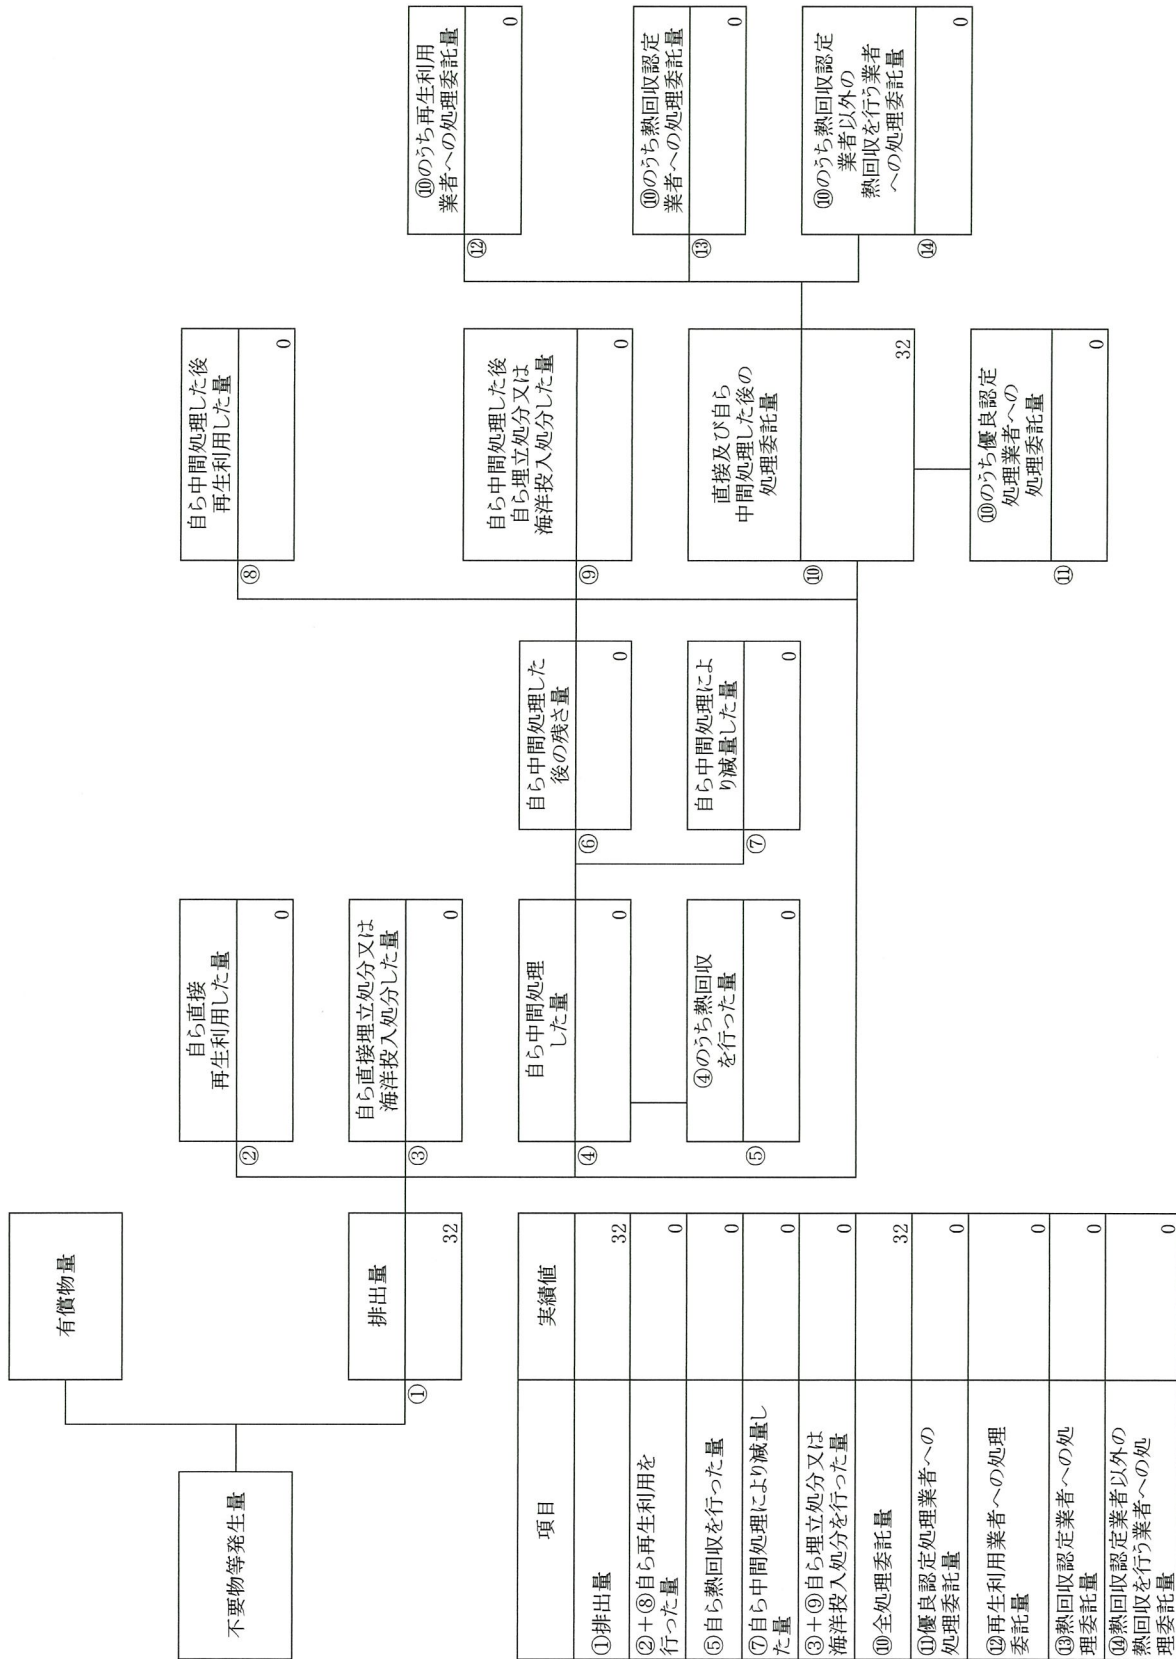 不要物等発生量
有償物量
排出量
①
32
自ら直接
再生利用した量
②
0
自ら直接埋立処分又は
海洋投入処分した量
③
0
自ら中間処理
した量
④
0
④のうち熱回収
を行った量
⑤
0
自ら中間処理した
後の残さ量
⑥
0
自ら中間処理によ
り減量した量
⑦
0
自ら中間処理した後
再生利用した量
⑧
0
自ら中間処理した後
自ら埋立処分又は
海洋投入処分した量
⑨
0
直接及び自ら
中間処理した後の
処理委託量
⑩
32
⑩のうち優良認定
処理業者への
処理委託量
⑪
0
⑩のうち再生利用
業者への処理委託量
⑫
0
⑩のうち熱回収認定
業者への処理委託量
⑬
0
⑩のうち熱回収認定
業者以外の
熱回収を行う業者
への処理委託量
⑭
0
項目 実績値
①排出量 32
②+⑧自ら再生利用を
行った量 0
⑤自ら熱回収を行った量 0
⑦自ら中間処理により減量し
た量 0
③+⑨自ら埋立処分又は
海洋投入処分を行った量 0
⑩全処理委託量 32
⑪優良認定処理業者への
処理委託量 0
⑫再生利用業者への処理
委託量 0
⑬熱回収認定業者への処
理委託量 0
⑭熱回収認定業者以外の
熱回収を行う業者への処
理委託量 0